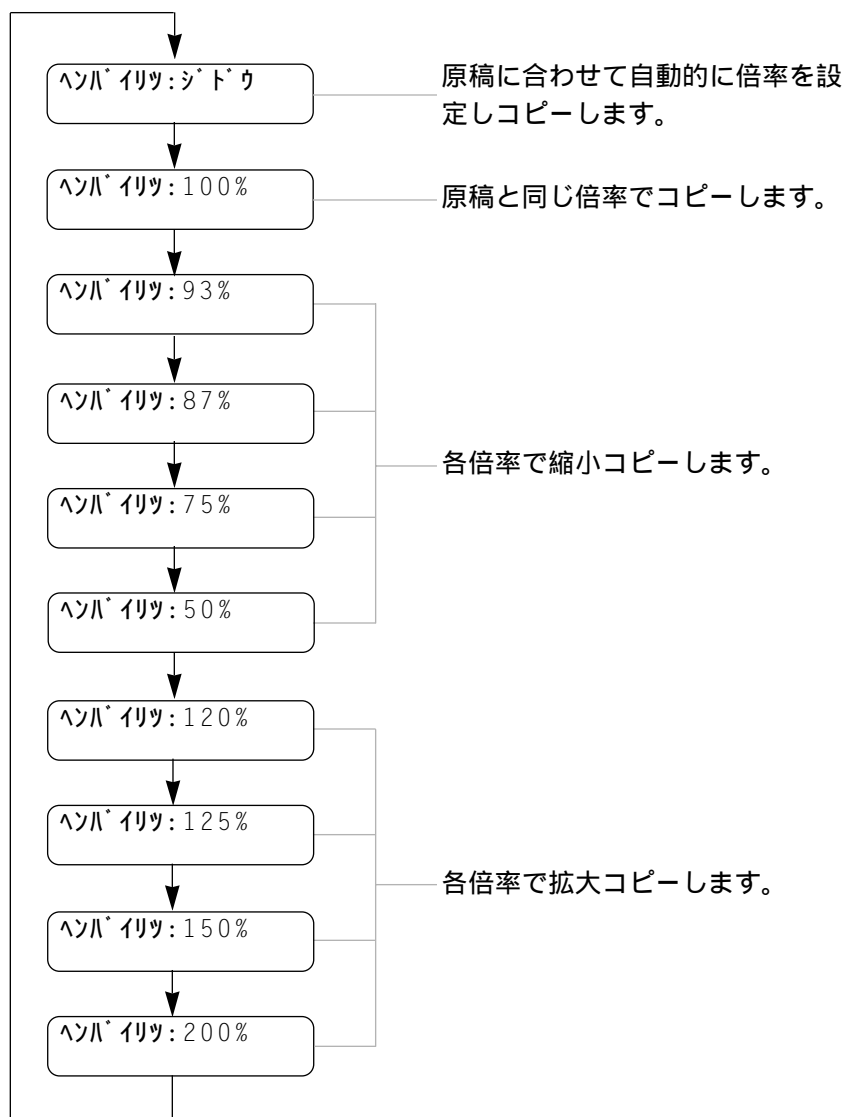 ﾍﾝﾊﾞｲﾘﾂ:ｼﾞﾄﾞｳ
原稿に合わせて自動的に倍率を設
定しコピーします。
ﾍﾝﾊﾞｲﾘﾂ:100%
原稿と同じ倍率でコピーします。
ﾍﾝﾊﾞｲﾘﾂ:93%
ﾍﾝﾊﾞｲﾘﾂ:87%
各倍率で縮小コピーします。
ﾍﾝﾊﾞｲﾘﾂ:75%
ﾍﾝﾊﾞｲﾘﾂ:50%
ﾍﾝﾊﾞｲﾘﾂ:120%
ﾍﾝﾊﾞｲﾘﾂ:125%
各倍率で拡大コピーします。
ﾍﾝﾊﾞｲﾘﾂ:150%
ﾍﾝﾊﾞｲﾘﾂ:200%